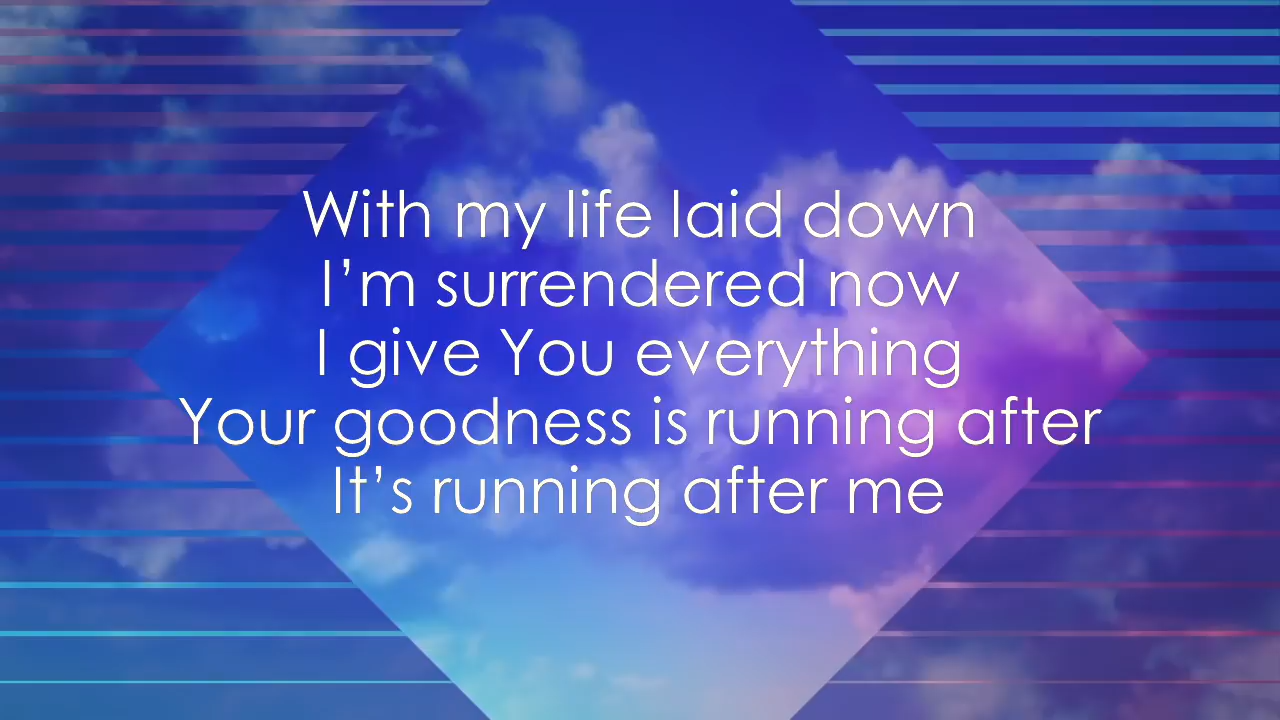 With my life laid down
I’m surrendered now
I give You everything
Your goodness is running after
It’s running after me